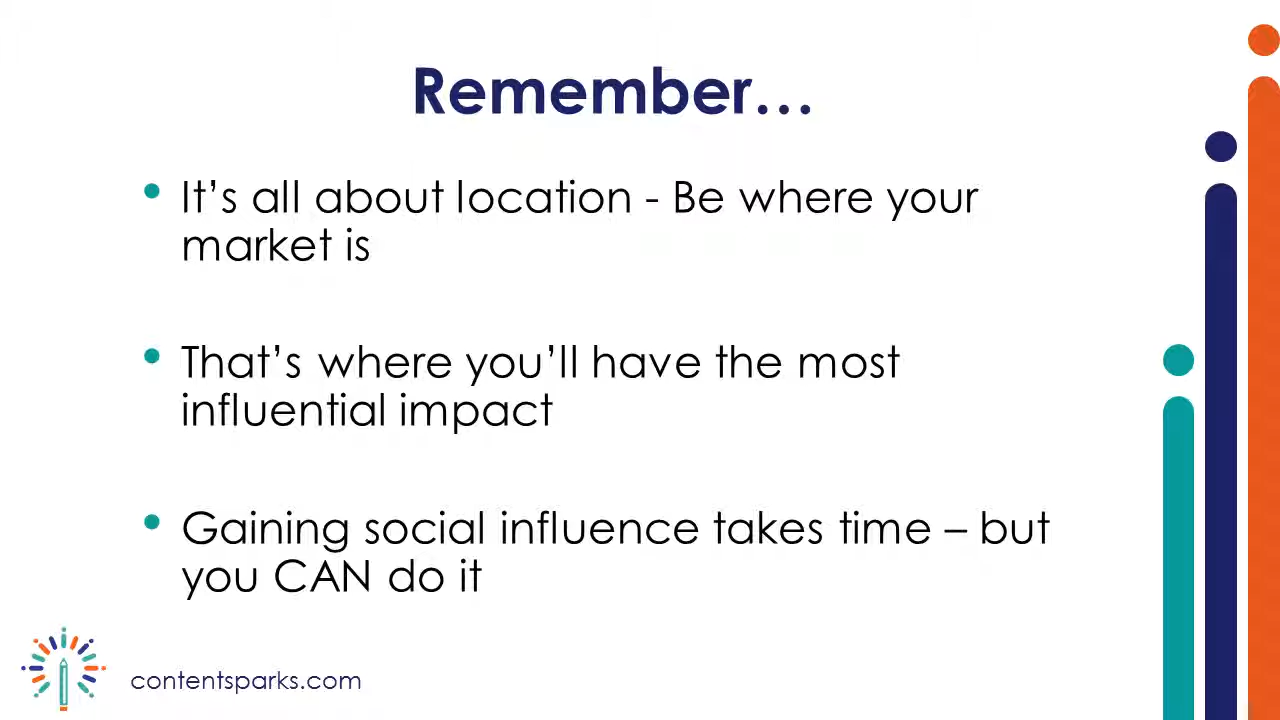 Remember…
• It’s all about location - Be where your
market is
• That’s where you’ll have the most
influential impact
• Gaining social influence takes time – but
you CAN do it
contentsparks.com